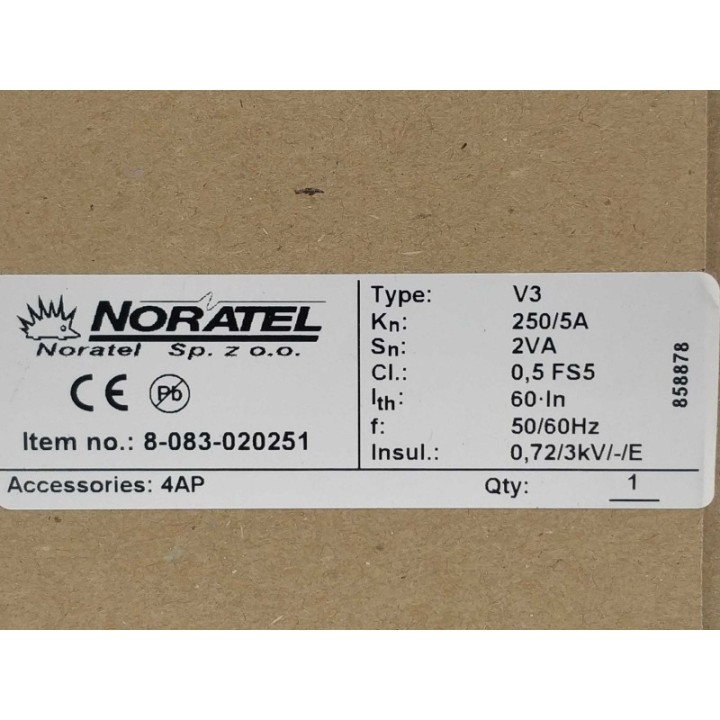 NORATEL
Noratel Sp. z o.o.
CE Pb
Item no.: 8-083-020251
Type: V3
Kn: 250/5A
Sn: 2VA
Cl.: 0,5 FS5
Ith: 60·In
f: 50/60Hz
Insul.: 0,72/3kV/-/E
858878
Accessories: 4AP Qty: 1